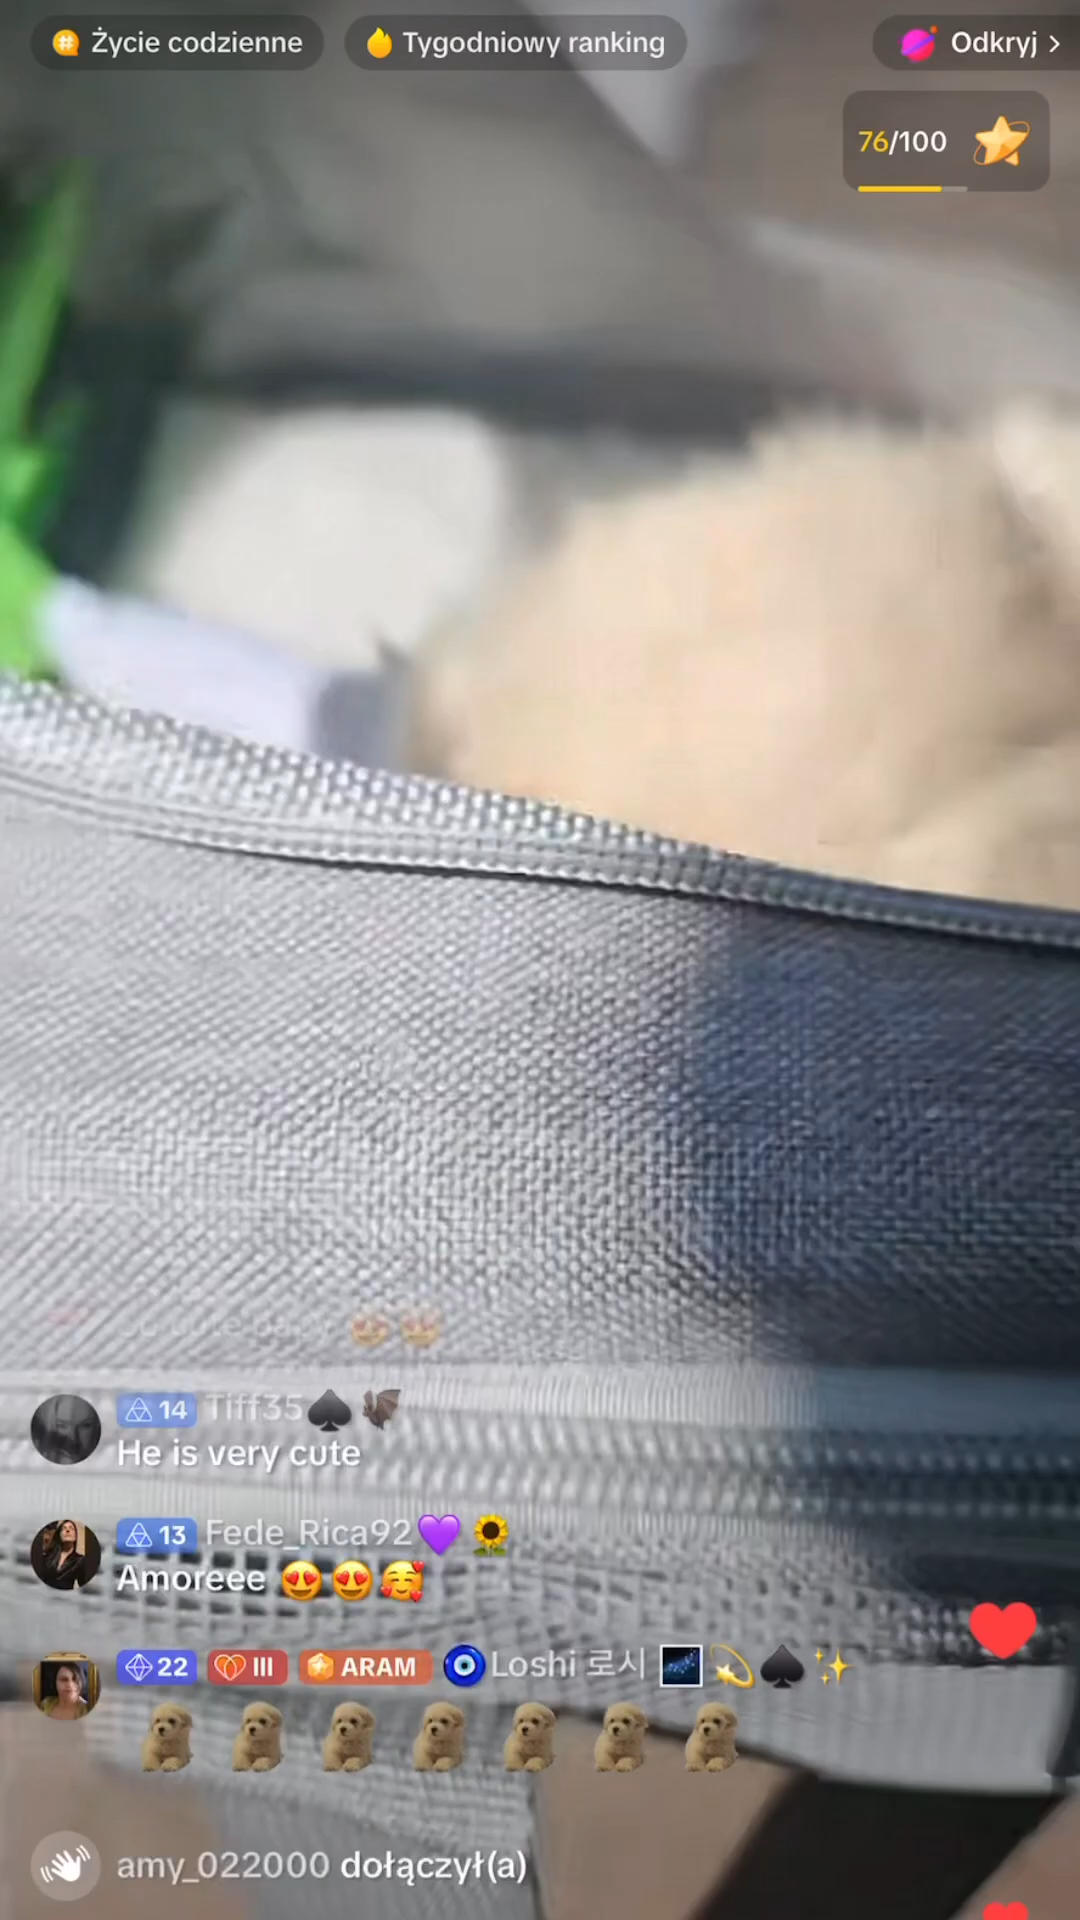 Życie codzienne
Tygodniowy ranking
Odkryj
76/100
14 Tiff35
He is very cute
13 Fede_Rica92
Amoreee
22 III ARAM Loshi 로시
amy_022000 dołączył(a)